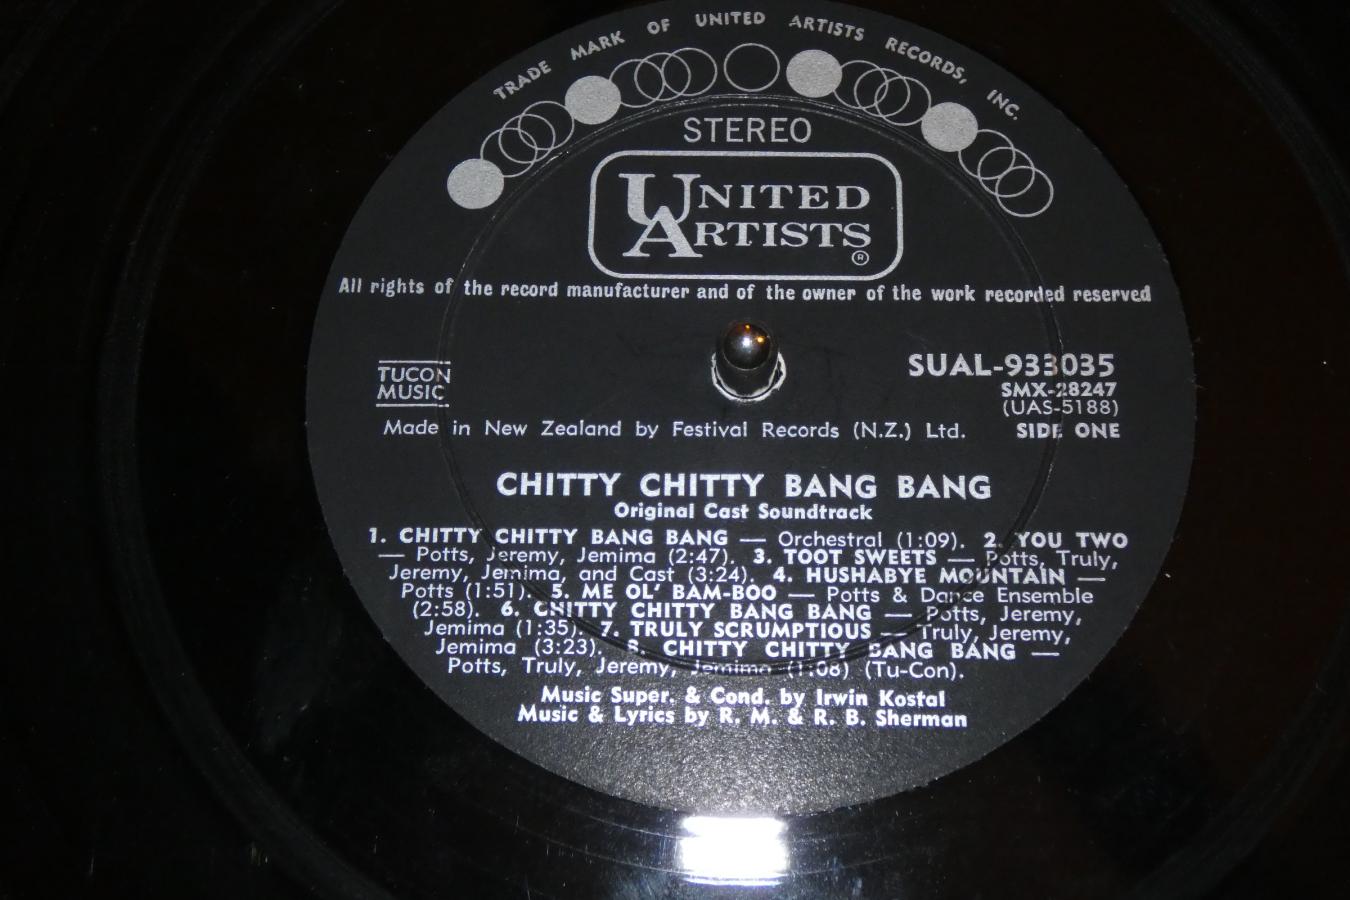 TRADE MARK OF UNITED ARTISTS RECORDS, INC.
STEREO
UNITED
ARTISTS ®
All rights of the record manufacturer and of the owner of the work recorded reserved
TUCON
MUSIC
SUAL-933035
SMX-28247
(UAS-5188)
Made in New Zealand by Festival Records (N.Z.) Ltd.
SIDE ONE
CHITTY CHITTY BANG BANG
Original Cast Soundtrack
1. CHITTY CHITTY BANG BANG — Orchestral (1:09). 2. YOU TWO
— Potts, Jeremy, Jemima (2:47). 3. TOOT SWEETS — Potts, Truly,
Jeremy, Jemima, and Cast (3:24). 4. HUSHABYE MOUNTAIN —
Potts (1:51). 5. ME OL' BAM-BOO — Potts & Dance Ensemble
(2:58). 6. CHITTY CHITTY BANG BANG — Potts, Jeremy,
Jemima (1:35). 7. TRULY SCRUMPTIOUS — Truly, Jeremy,
Jemima (3:23). 8. CHITTY CHITTY BANG BANG —
Potts, Truly, Jeremy, Jemima (1:08) (Tu-Con).
Music Super. & Cond. by Irwin Kostal
Music & Lyrics by R. M. & R. B. Sherman